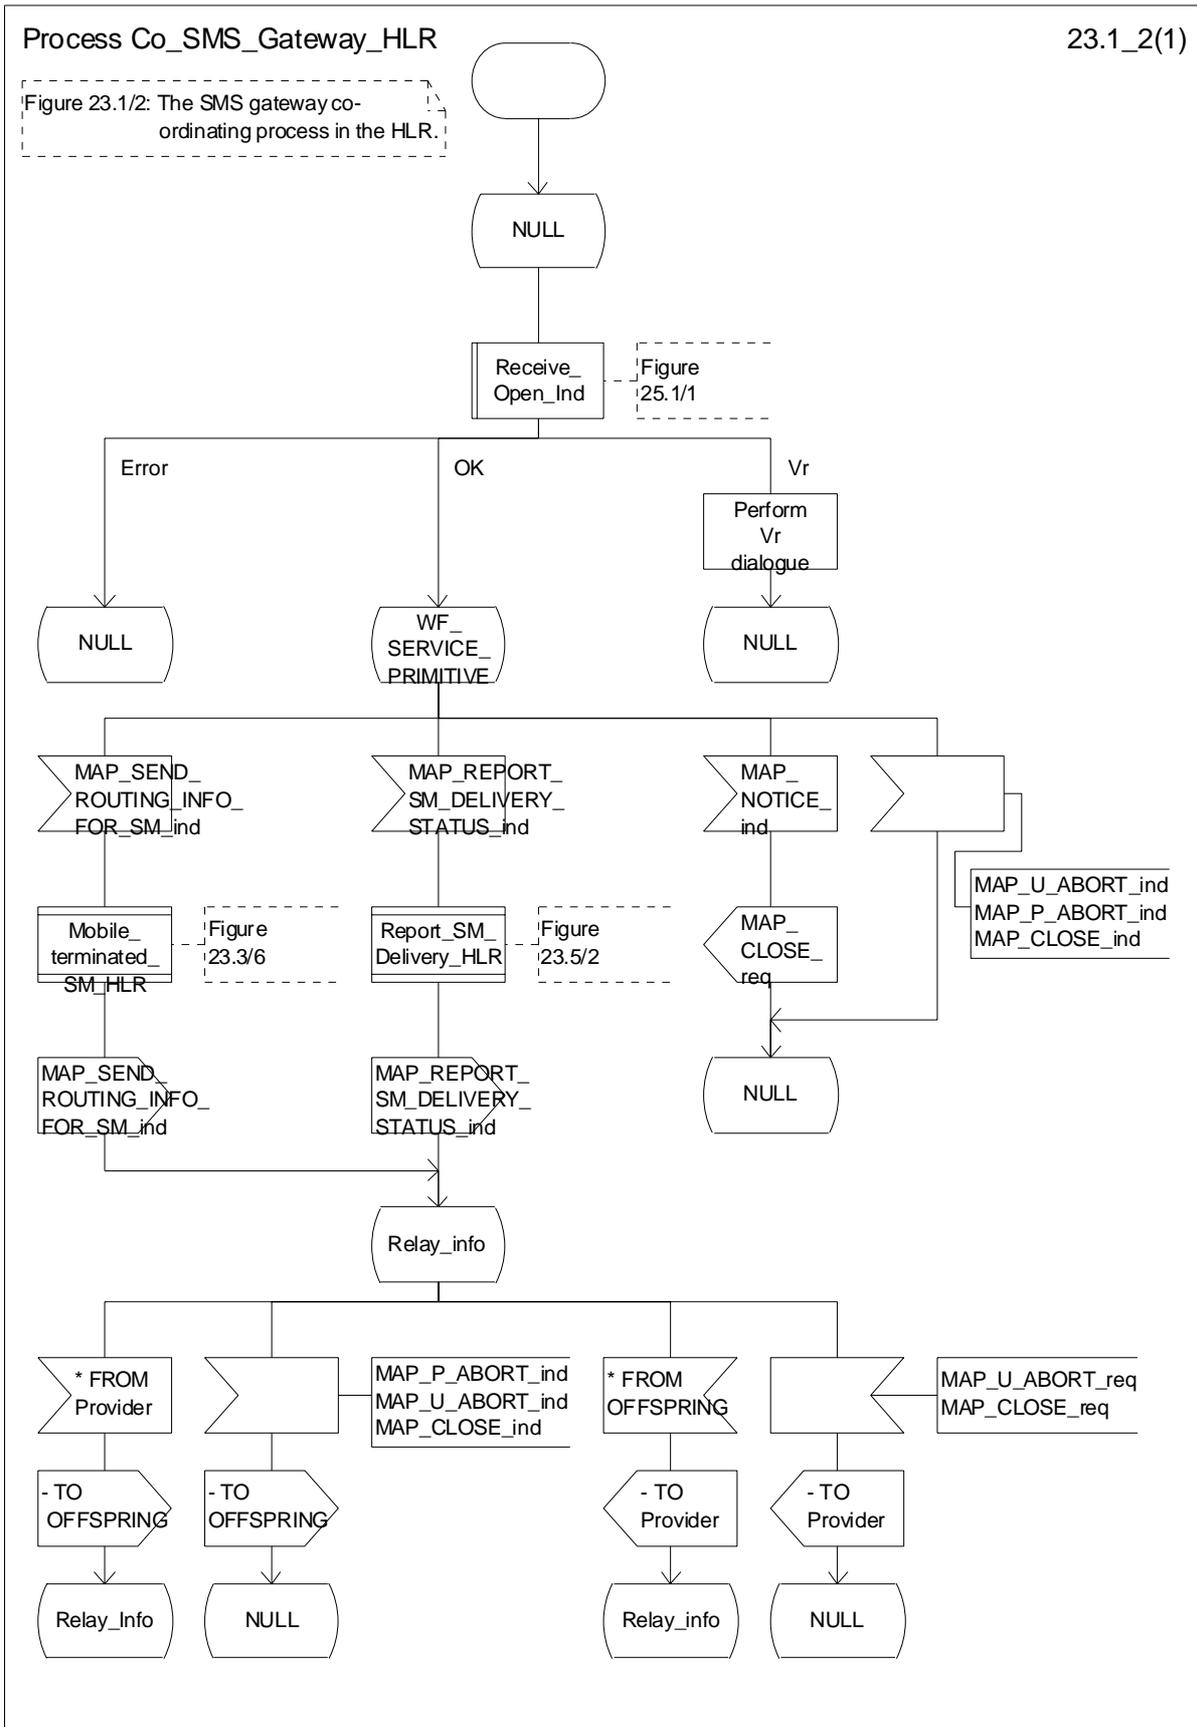 Process Co_SMS_Gateway_HLR
23.1_2(1)
Figure 23.1/2: The SMS gateway co-
ordinating process in the HLR.
NULL
Receive_
Open_Ind
Figure
25.1/1
Error
OK
Vr
Perform
Vr
dialogue
NULL
WF_
SERVICE_
PRIMITIVE
NULL
MAP_SEND_
ROUTING_INFO_
FOR_SM_ind
MAP_REPORT_
SM_DELIVERY_
STATUS_ind
MAP_
NOTICE_
ind
MAP_U_ABORT_ind
MAP_P_ABORT_ind
MAP_CLOSE_ind
Mobile_
terminated_
SM_HLR
Figure
23.3/6
Report_SM_
Delivery_HLR
Figure
23.5/2
MAP_
CLOSE_
req
MAP_SEND_
ROUTING_INFO_
FOR_SM_ind
MAP_REPORT_
SM_DELIVERY_
STATUS_ind
NULL
Relay_info
* FROM
Provider
MAP_P_ABORT_ind
MAP_U_ABORT_ind
MAP_CLOSE_ind
* FROM
OFFSPRING
MAP_U_ABORT_req
MAP_CLOSE_req
- TO
OFFSPRING
- TO
OFFSPRING
- TO
Provider
- TO
Provider
Relay_Info
NULL
Relay_info
NULL